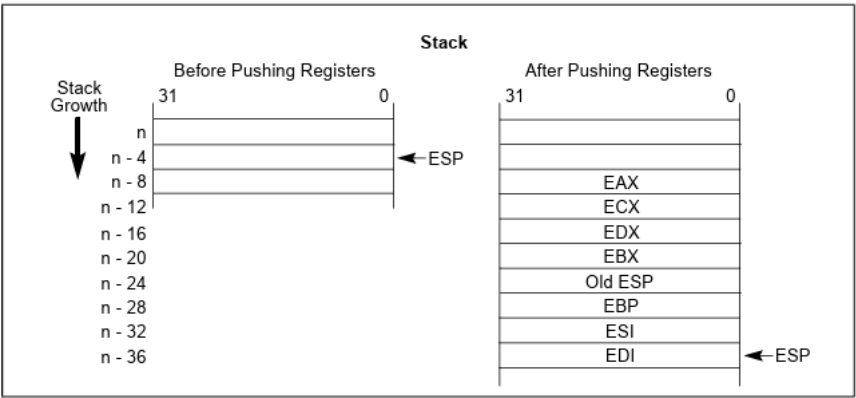 Stack
Before Pushing Registers
After Pushing Registers
Stack
Growth
31 0
31 0
n
n - 4 ESP
n - 8 EAX
n - 12 ECX
n - 16 EDX
n - 20 EBX
n - 24 Old ESP
n - 28 EBP
n - 32 ESI
n - 36 EDI ESP